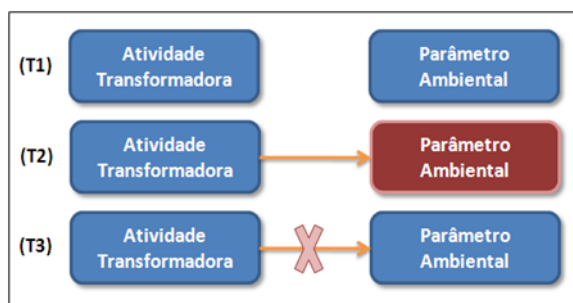 (T1)
Atividade
Transformadora
Parâmetro
Ambiental
(T2)
Atividade
Transformadora
Parâmetro
Ambiental
(T3)
Atividade
Transformadora
Parâmetro
Ambiental